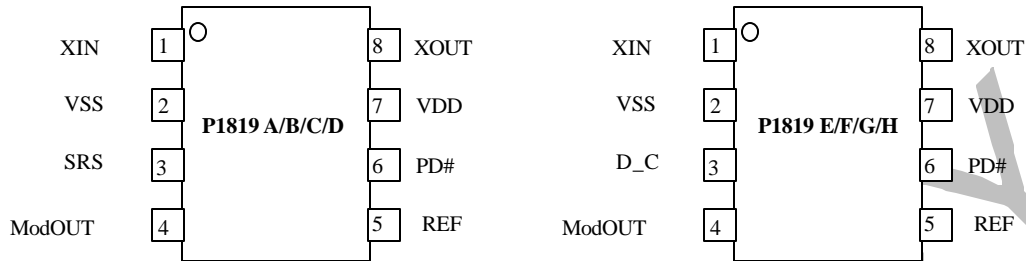 XIN 1 8 XOUT
VSS 2 7 VDD
P1819 A/B/C/D
SRS 3 6 PD#
ModOUT 4 5 REF
XIN 1 8 XOUT
VSS 2 7 VDD
P1819 E/F/G/H
D_C 3 6 PD#
ModOUT 4 5 REF